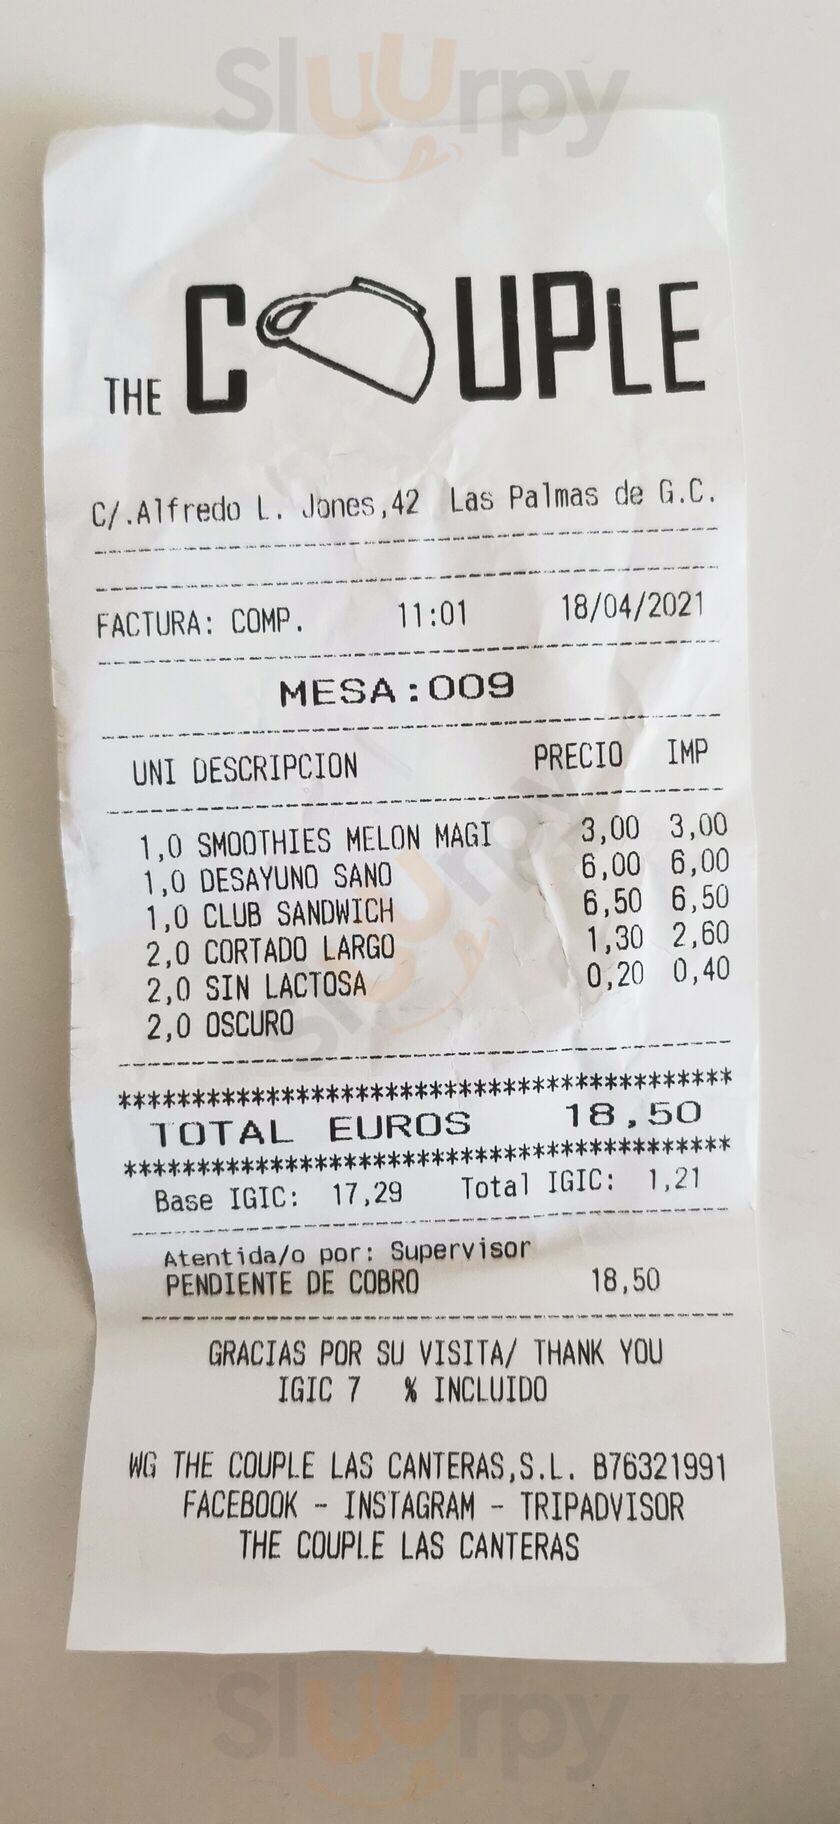 Sluurpy
THE COUPLE
C/.Alfredo L. Jones,42 Las Palmas de G.C.
FACTURA: COMP. 11:01 18/04/2021
MESA:009
UNI DESCRIPCION PRECIO IMP
1,0 SMOOTHIES MELON MAGI 3,00 3,00
1,0 DESAYUNO SANO 6,00 6,00
1,0 CLUB SANDWICH 6,50 6,50
2,0 CORTADO LARGO 1,30 2,60
2,0 SIN LACTOSA 0,20 0,40
2,0 OSCURO
Sluurpy
******************************************
TOTAL EUROS 18,50
******************************************
Base IGIC: 17,29 Total IGIC: 1,21
Atentida/o por: Supervisor
PENDIENTE DE COBRO 18,50
GRACIAS POR SU VISITA/ THANK YOU
IGIC 7 % INCLUIDO
WG THE COUPLE LAS CANTERAS,S.L. B76321991
FACEBOOK - INSTAGRAM - TRIPADVISOR
THE COUPLE LAS CANTERAS
Sluurpy